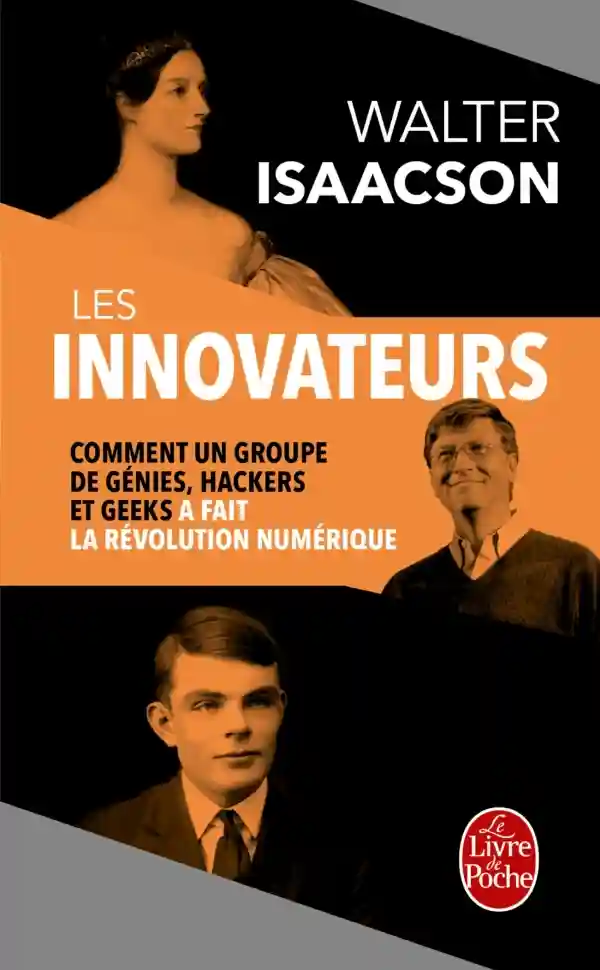 WALTER
ISAACSON
LES
INNOVATEURS
COMMENT UN GROUPE
DE GÉNIES, HACKERS
ET GEEKS A FAIT
LA RÉVOLUTION NUMÉRIQUE
Le
Livre
de
Poche